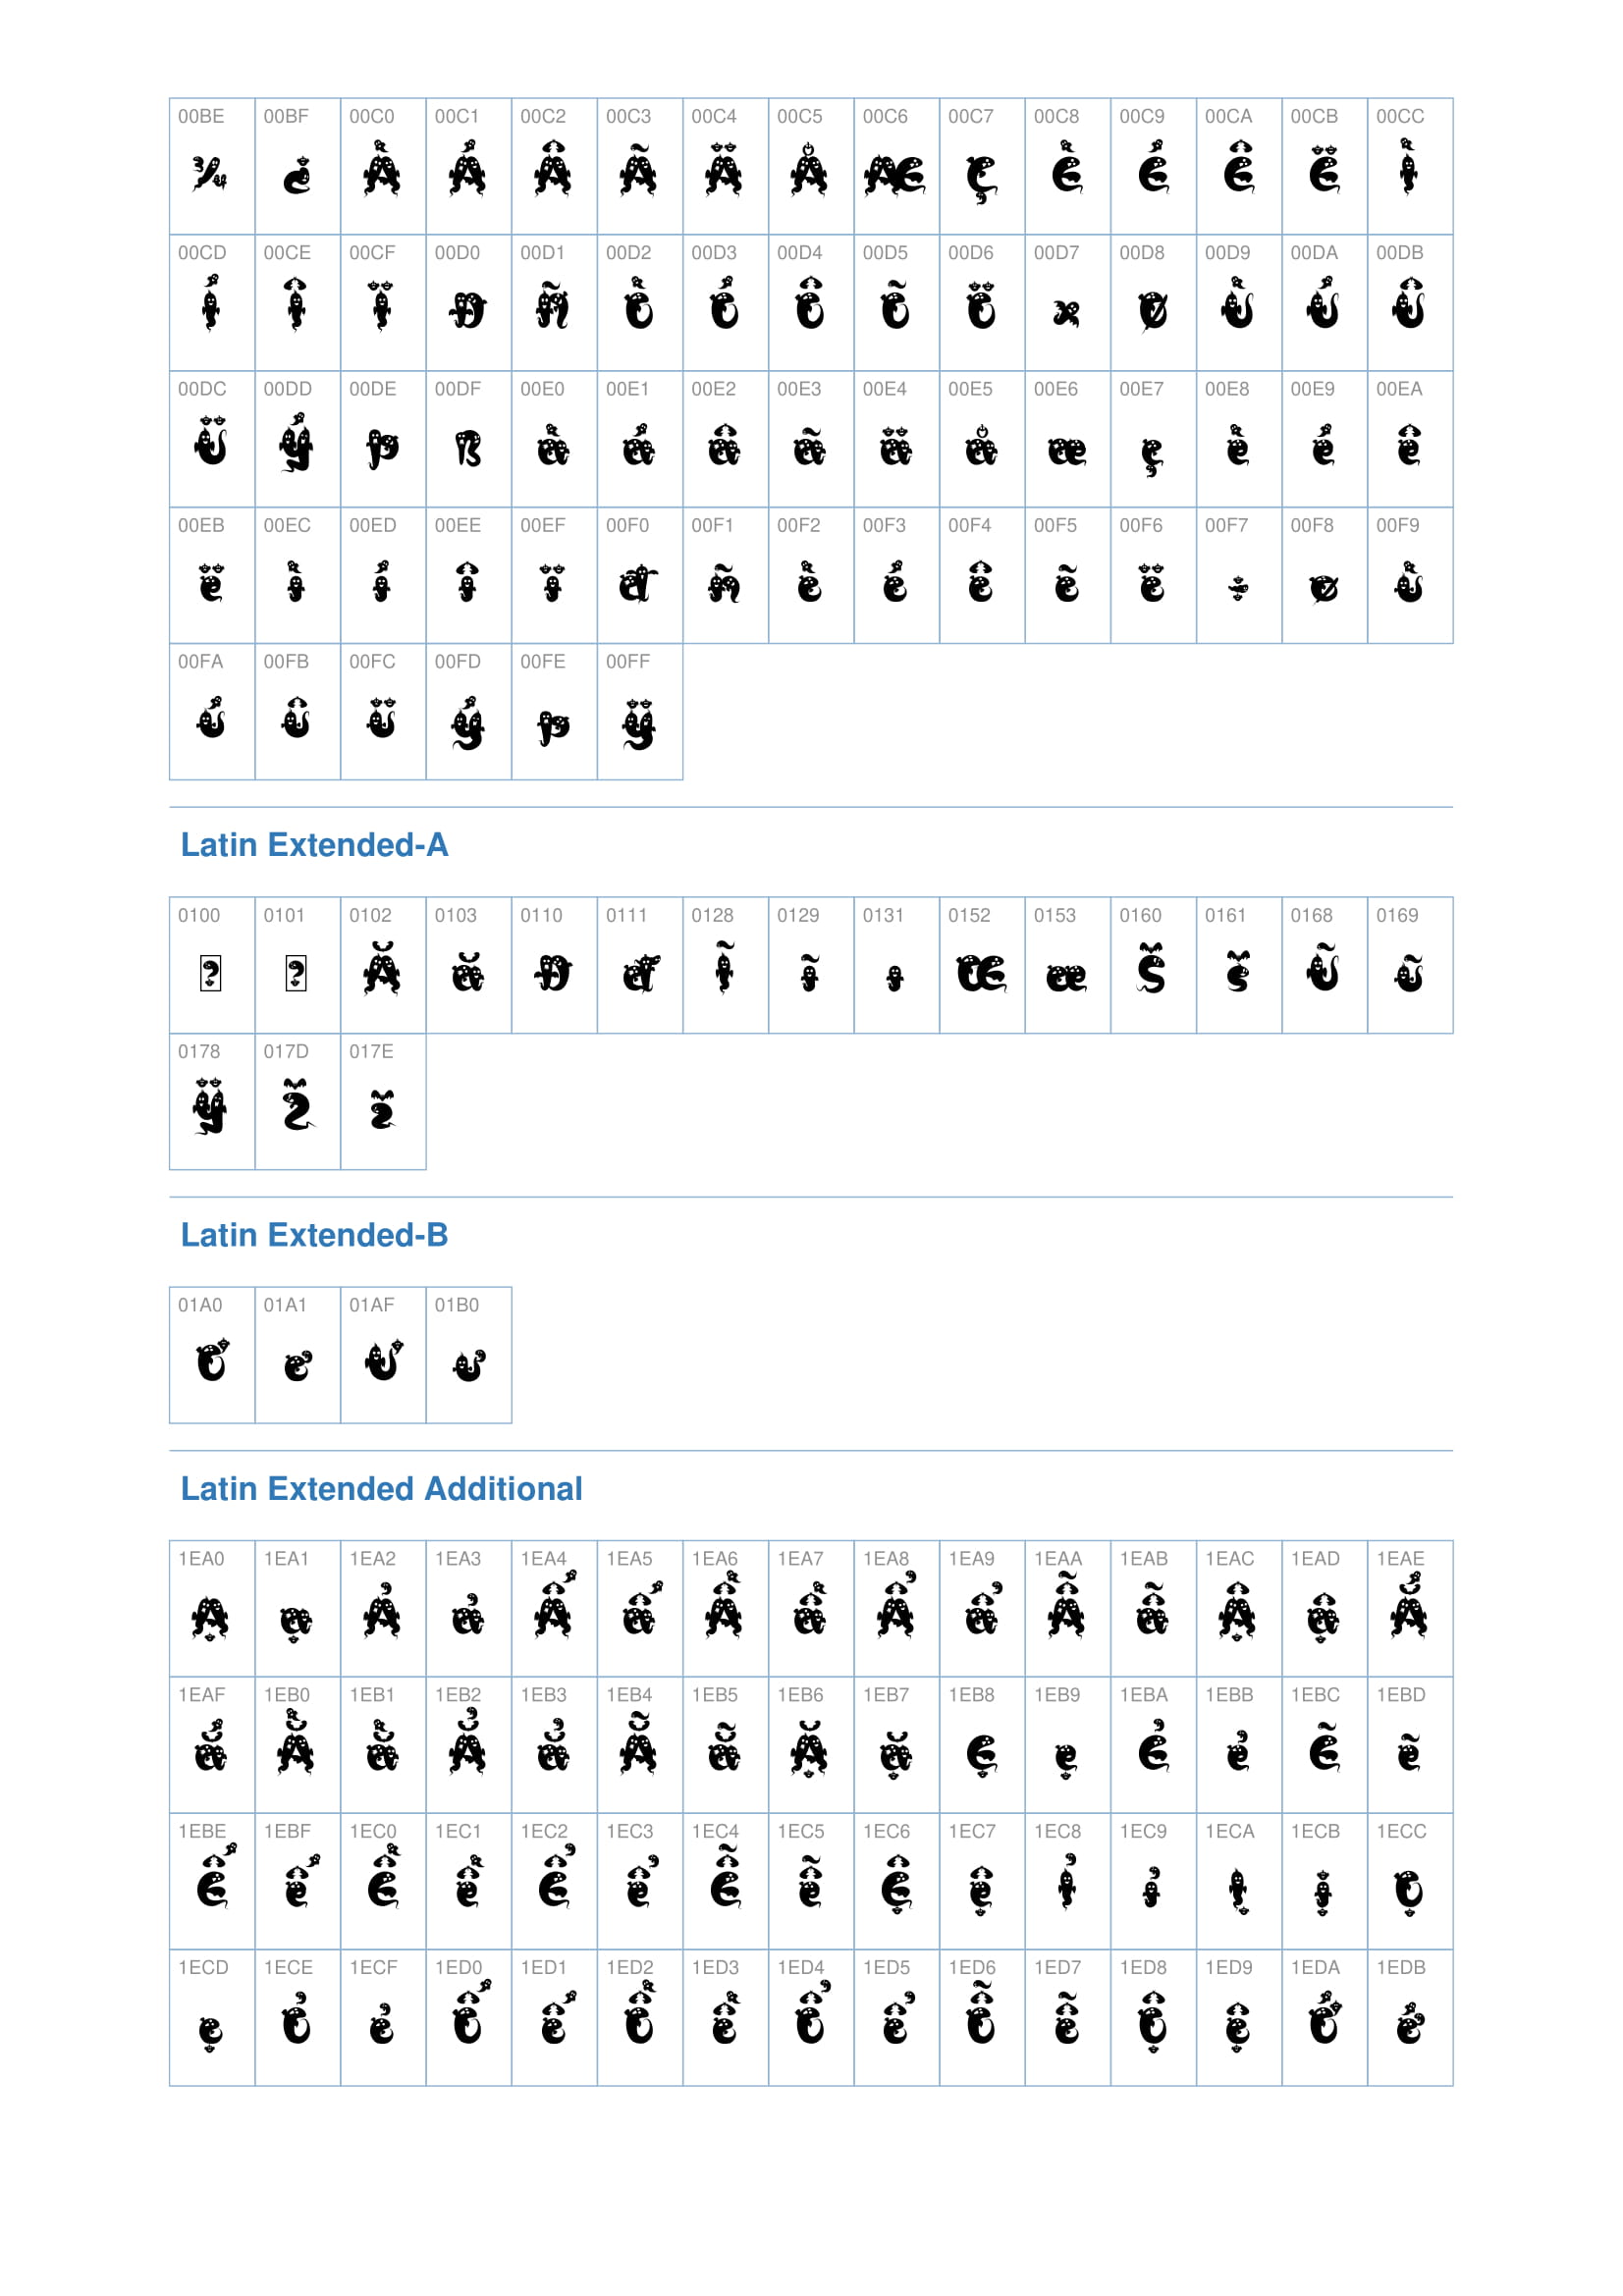 00BE 00BF 00C0 00C1 00C2 00C3 00C4 00C5 00C6 00C7 00C8 00C9 00CA 00CB 00CC
¾ ¿ À Á Â Ã Ä Å Æ Ç È É Ê Ë Ì
00CD 00CE 00CF 00D0 00D1 00D2 00D3 00D4 00D5 00D6 00D7 00D8 00D9 00DA 00DB
Í Î Ï Ð Ñ Ò Ó Ô Õ Ö × Ø Ù Ú Û
00DC 00DD 00DE 00DF 00E0 00E1 00E2 00E3 00E4 00E5 00E6 00E7 00E8 00E9 00EA
Ü Ý Þ ß à á â ã ä å æ ç è é ê
00EB 00EC 00ED 00EE 00EF 00F0 00F1 00F2 00F3 00F4 00F5 00F6 00F7 00F8 00F9
ë ì í î ï ð ñ ò ó ô õ ö ÷ ø ù
00FA 00FB 00FC 00FD 00FE 00FF
ú û ü ý þ ÿ
Latin Extended-A
0100 0101 0102 0103 0110 0111 0128 0129 0131 0152 0153 0160 0161 0168 0169
? ? Ă ă Đ đ Ĩ ĩ ı Œ œ Š š Ũ ũ
0178 017D 017E
Ÿ Ž ž
Latin Extended-B
01A0 01A1 01AF 01B0
Ơ ơ Ư ư
Latin Extended Additional
1EA0 1EA1 1EA2 1EA3 1EA4 1EA5 1EA6 1EA7 1EA8 1EA9 1EAA 1EAB 1EAC 1EAD 1EAE
Ạ ạ Ả ả Ấ ấ Ầ ầ Ẩ ẩ Ẫ ẫ Ậ ậ Ắ
1EAF 1EB0 1EB1 1EB2 1EB3 1EB4 1EB5 1EB6 1EB7 1EB8 1EB9 1EBA 1EBB 1EBC 1EBD
ắ Ằ ằ Ẳ ẳ Ẵ ẵ Ặ ặ Ẹ ẹ Ẻ ẻ Ẽ ẽ
1EBE 1EBF 1EC0 1EC1 1EC2 1EC3 1EC4 1EC5 1EC6 1EC7 1EC8 1EC9 1ECA 1ECB 1ECC
Ế ế Ề ề Ể ể Ễ ễ Ệ ệ Ỉ ỉ Ị ị Ọ
1ECD 1ECE 1ECF 1ED0 1ED1 1ED2 1ED3 1ED4 1ED5 1ED6 1ED7 1ED8 1ED9 1EDA 1EDB
ọ Ỏ ỏ Ố ố Ồ ồ Ổ ổ Ỗ ỗ Ộ ộ Ớ ớ